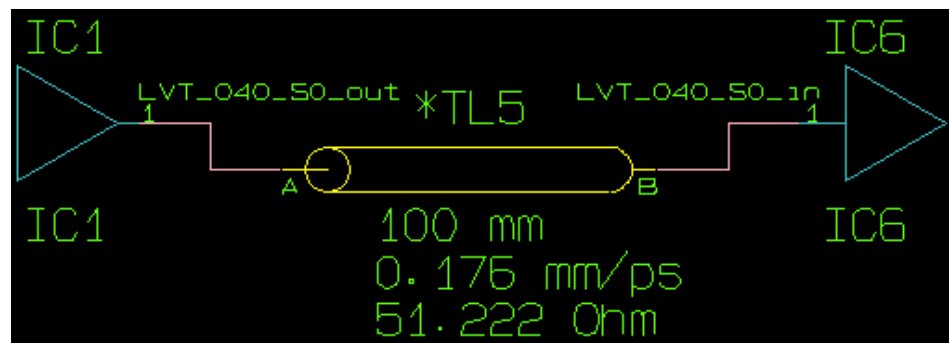 IC1
IC6
LVT_040_50_out
*TL5
LVT_040_50_in
1
1
A
B
IC1
100 mm
IC6
0.176 mm/ps
51.222 Ohm